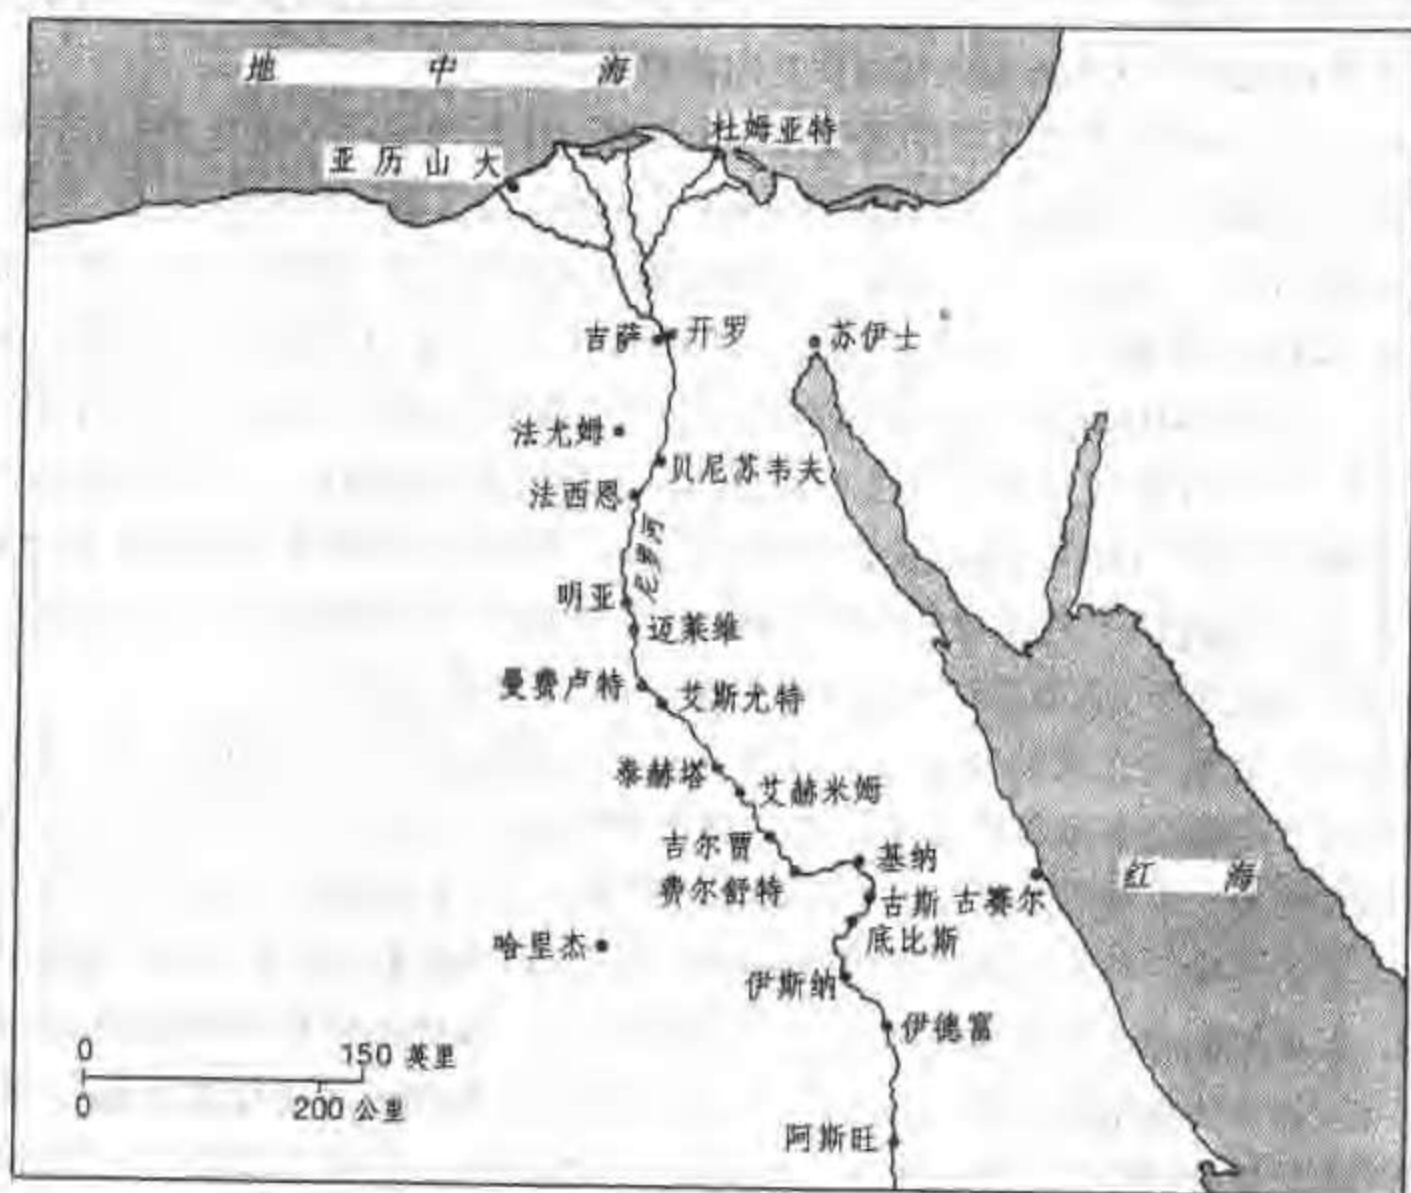 地中海
杜姆亚特
亚历山大
吉萨
开罗
苏伊士
法尤姆
贝尼苏韦夫
法西恩
尼罗河
明亚
迈莱维
曼费卢特
艾斯尤特
泰赫塔
艾赫米姆
吉尔贾
基纳
费尔舒特
古斯
古赛尔
红海
底比斯
哈里杰
伊斯纳
伊德富
0 150 英里
0 200 公里
阿斯旺